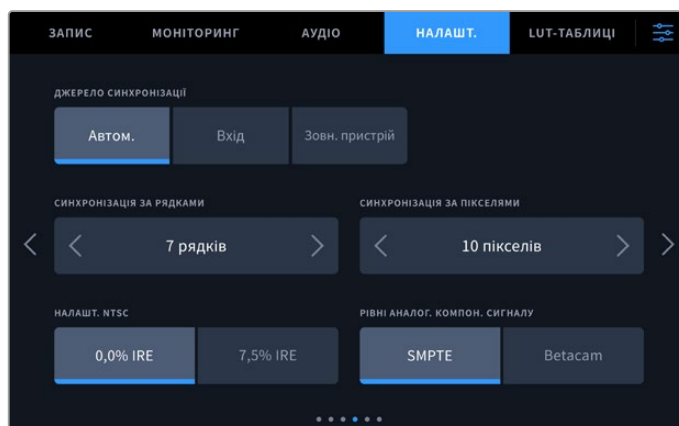 ЗАПИС МОНІТОРИНГ АУДІО НАЛАШТ. LUT-ТАБЛИЦІ
ДЖЕРЕЛО СИНХРОНІЗАЦІЇ
Автом. Вхід Зовн. пристрій
СИНХРОНІЗАЦІЯ ЗА РЯДКАМИ СИНХРОНІЗАЦІЯ ЗА ПІКСЕЛЯМИ
7 рядків 10 пікселів
НАЛАШТ. NTSC РІВНІ АНАЛОГ. КОМПОН. СИГНАЛУ
0,0% IRE 7,5% IRE SMPTE Betacam